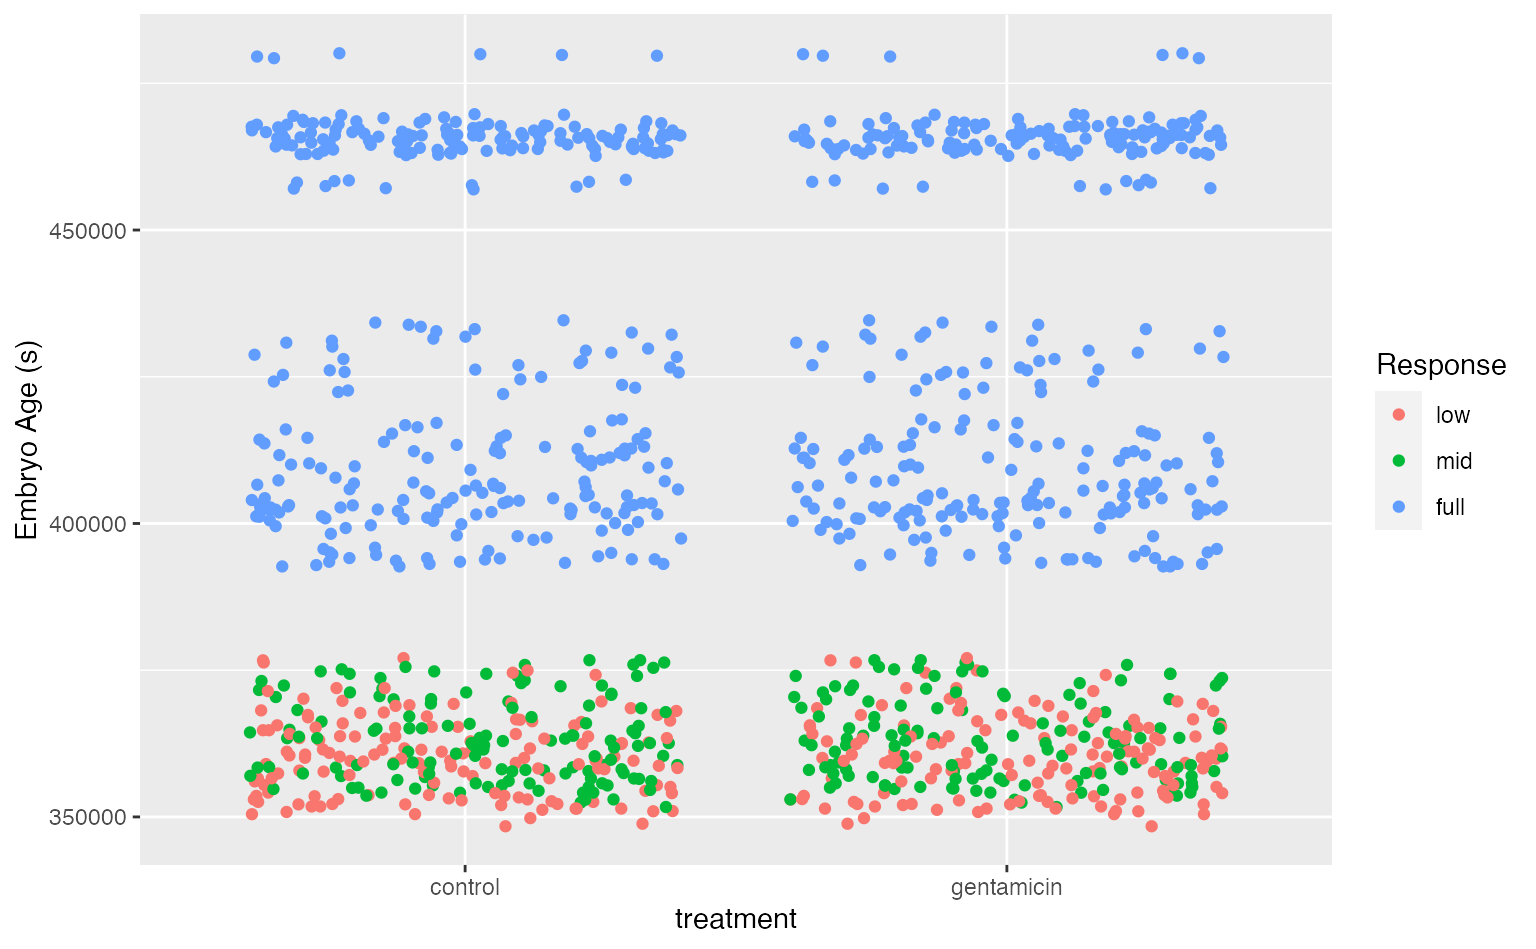 Embryo Age (s)
450000
400000
350000
control
gentamicin
treatment
Response
low
mid
full